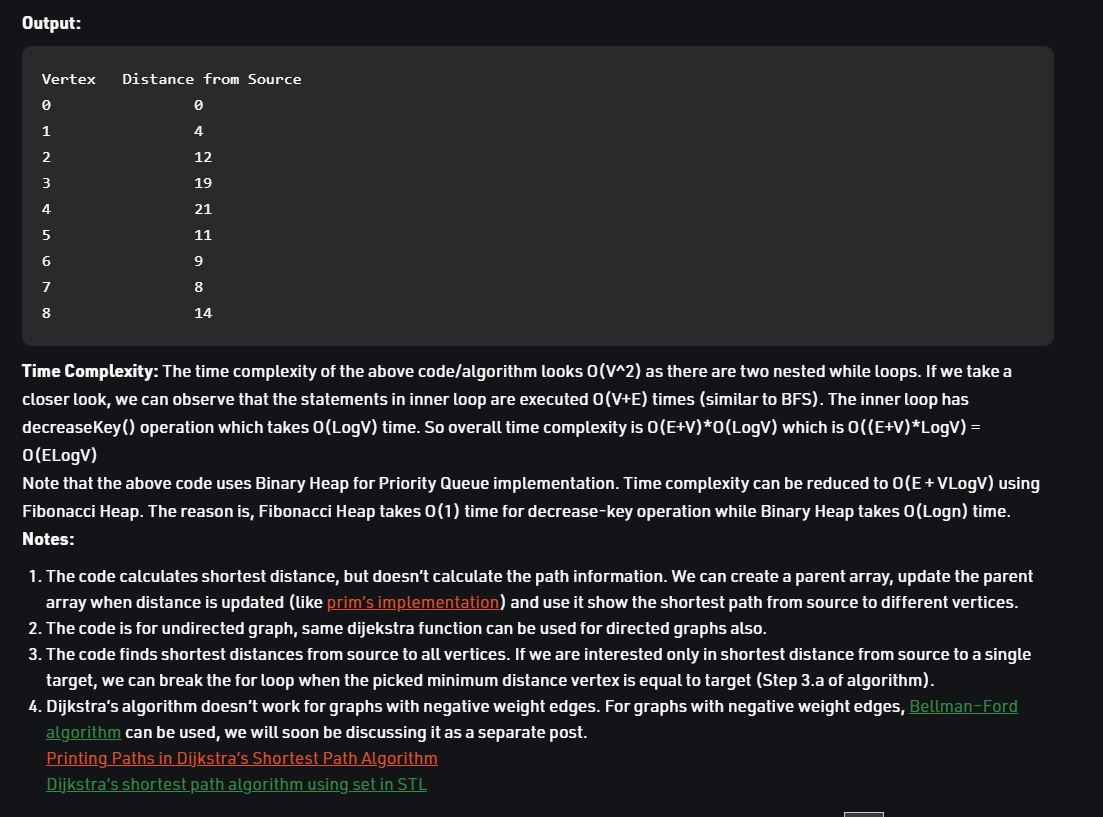 Output:
Vertex   Distance from Source
0                 0
1                 4
2                 12
3                 19
4                 21
5                 11
6                 9
7                 8
8                 14
Time Complexity: The time complexity of the above code/algorithm looks O(V^2) as there are two nested while loops. If we take a
closer look, we can observe that the statements in inner loop are executed O(V+E) times (similar to BFS). The inner loop has
decreaseKey() operation which takes O(LogV) time. So overall time complexity is O(E+V)*O(LogV) which is O((E+V)*LogV) =
O(ELogV)
Note that the above code uses Binary Heap for Priority Queue implementation. Time complexity can be reduced to O(E + VLogV) using
Fibonacci Heap. The reason is, Fibonacci Heap takes O(1) time for decrease-key operation while Binary Heap takes O(Logn) time.
Notes:
1. The code calculates shortest distance, but doesn't calculate the path information. We can create a parent array, update the parent
array when distance is updated (like prim's implementation) and use it show the shortest path from source to different vertices.
2. The code is for undirected graph, same dijekstra function can be used for directed graphs also.
3. The code finds shortest distances from source to all vertices. If we are interested only in shortest distance from source to a single
target, we can break the for loop when the picked minimum distance vertex is equal to target (Step 3.a of algorithm).
4. Dijkstra's algorithm doesn't work for graphs with negative weight edges. For graphs with negative weight edges, Bellman–Ford
algorithm can be used, we will soon be discussing it as a separate post.
Printing Paths in Dijkstra's Shortest Path Algorithm
Dijkstra's shortest path algorithm using set in STL